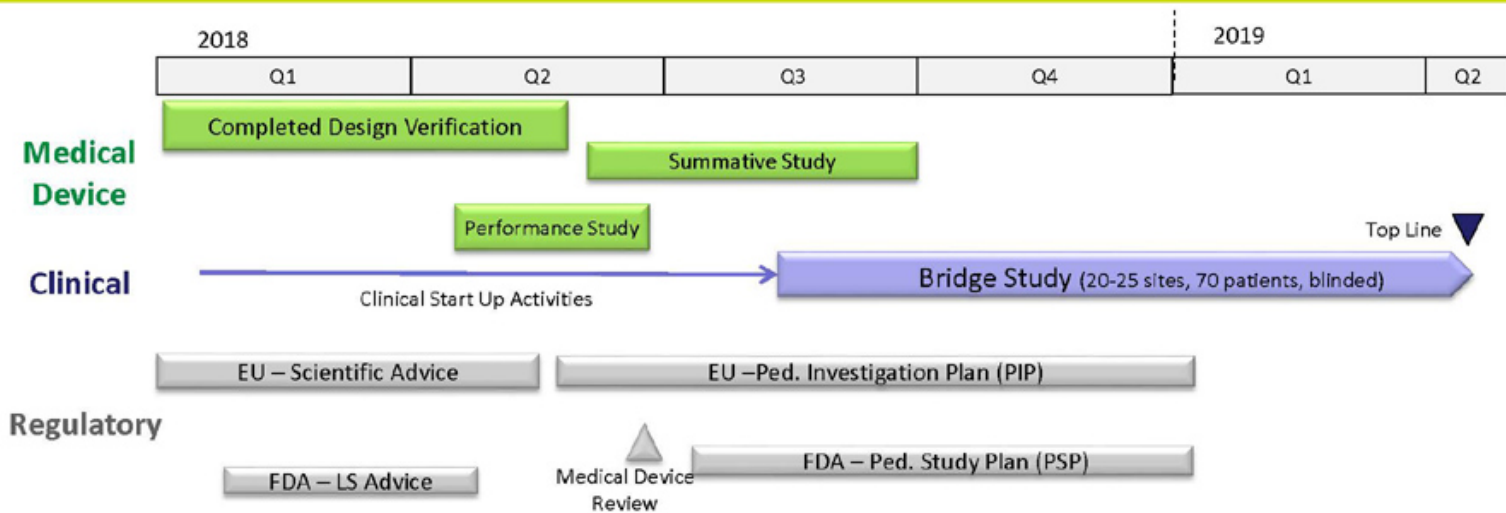 2018
2019
Q1
Q2
Q3
Q4
Q1
Q2
Medical
Device
Completed Design Verification
Summative Study
Performance Study
Top Line
Clinical
Clinical Start Up Activities
Bridge Study (20-25 sites, 70 patients, blinded)
Regulatory
EU – Scientific Advice
EU –Ped. Investigation Plan (PIP)
Medical Device
Review
FDA – LS Advice
FDA – Ped. Study Plan (PSP)